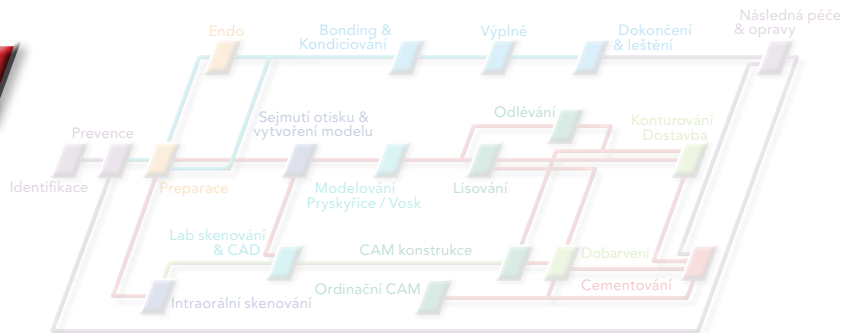 Následná péče
& opravy
Endo
Bonding &
Kondiciování
Výplně
Dokončení
& leštění
Prevence
Sejmutí otisku &
vytvoření modelu
Odlévání
Konturování
Dostavba
Identifikace
Preparace
Modelování
Pryskyřice / Vosk
Lisování
Lab skenování
& CAD
CAM konstrukce
Dobarvení
Intraorální skenování
Ordinační CAM
Cementování